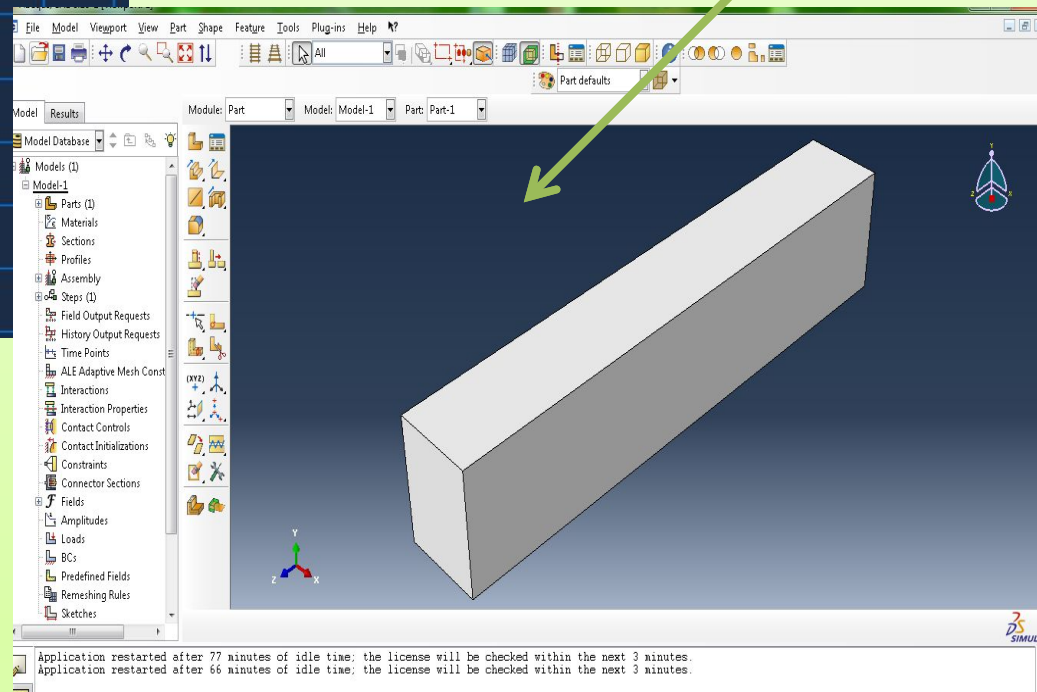 File Model Viewport View Part Shape Feature Tools Plug-ins Help
All
Part defaults
Model Results
Module: Part Model: Model-1 Part: Part-1
Model Database
Models (1)
Model-1
Parts (1)
Materials
Sections
Profiles
Assembly
Steps (1)
Field Output Requests
History Output Requests
Time Points
ALE Adaptive Mesh Const
Interactions
Interaction Properties
Contact Controls
Contact Initializations
Constraints
Connector Sections
Fields
Amplitudes
Loads
BCs
Predefined Fields
Remeshing Rules
Sketches
(XYZ)
Y
Z X
Y
Z X
SIMUL
Application restarted after 77 minutes of idle time; the license will be checked within the next 3 minutes.
Application restarted after 66 minutes of idle time; the license will be checked within the next 3 minutes.